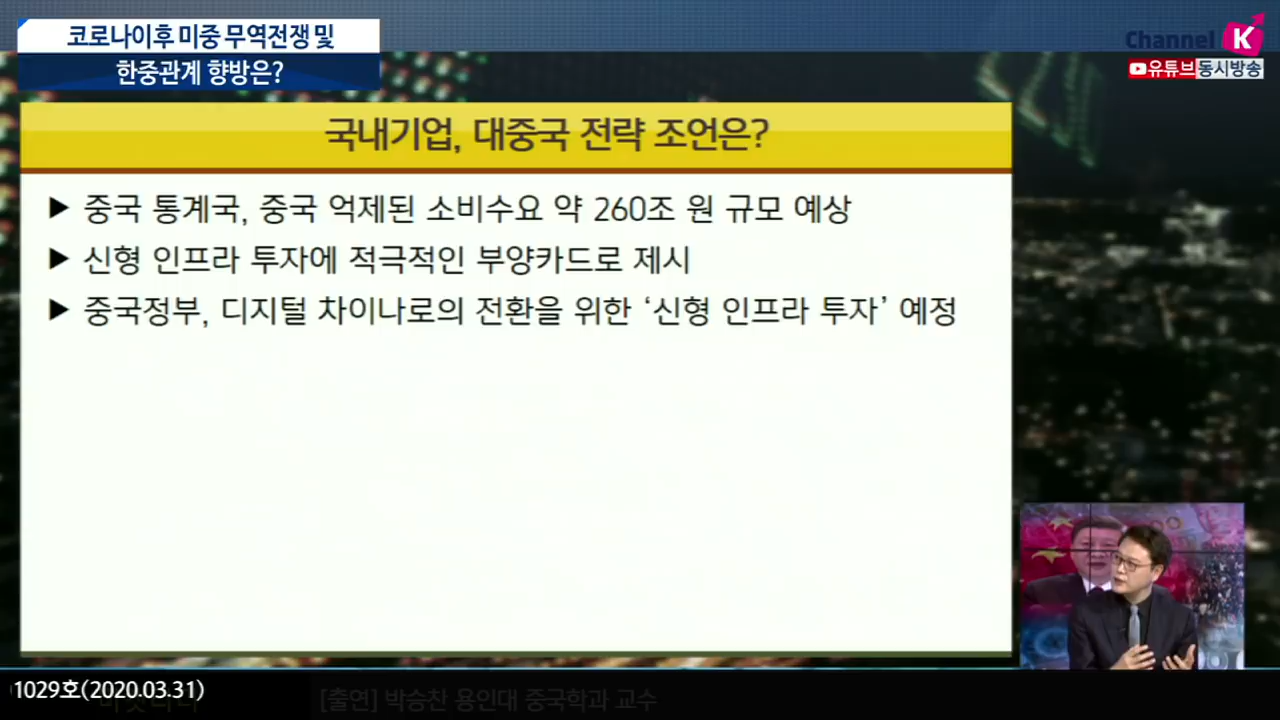 코로나이후 미중 무역전쟁 및
한중관계 향방은?
Channel K
유튜브동시방송
국내기업, 대중국 전략 조언은?
▶ 중국 통계국, 중국 억제된 소비수요 약 260조 원 규모 예상
▶ 신형 인프라 투자에 적극적인 부양카드로 제시
▶ 중국정부, 디지털 차이나로의 전환을 위한 ‘신형 인프라 투자’ 예정
1029호(2020.03.31)
[출연] 박승찬 용인대 중국학과 교수